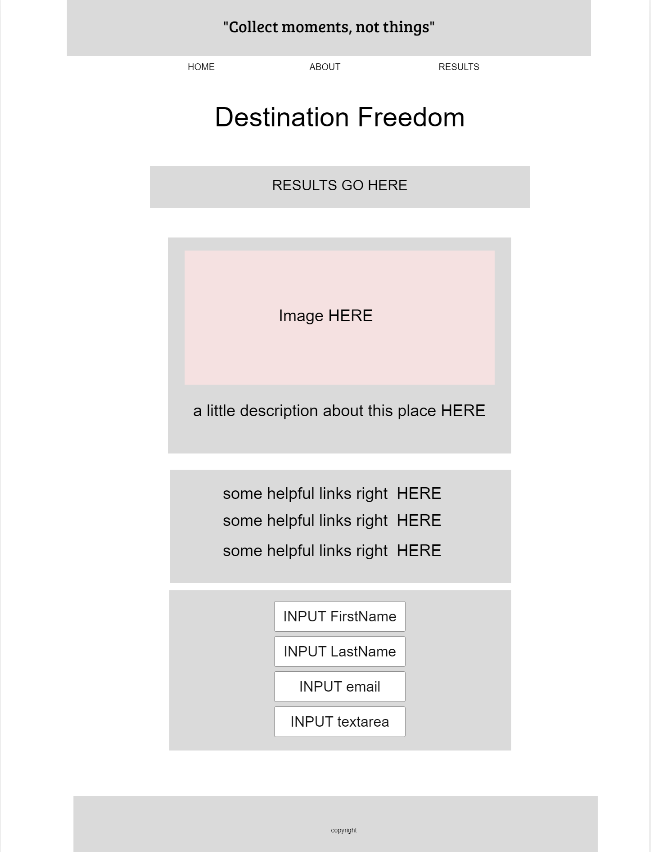 "Collect moments, not things"
HOME ABOUT RESULTS
Destination Freedom
RESULTS GO HERE
Image HERE
a little description about this place HERE
some helpful links right HERE
some helpful links right HERE
some helpful links right HERE
INPUT FirstName
INPUT LastName
INPUT email
INPUT textarea
copyright